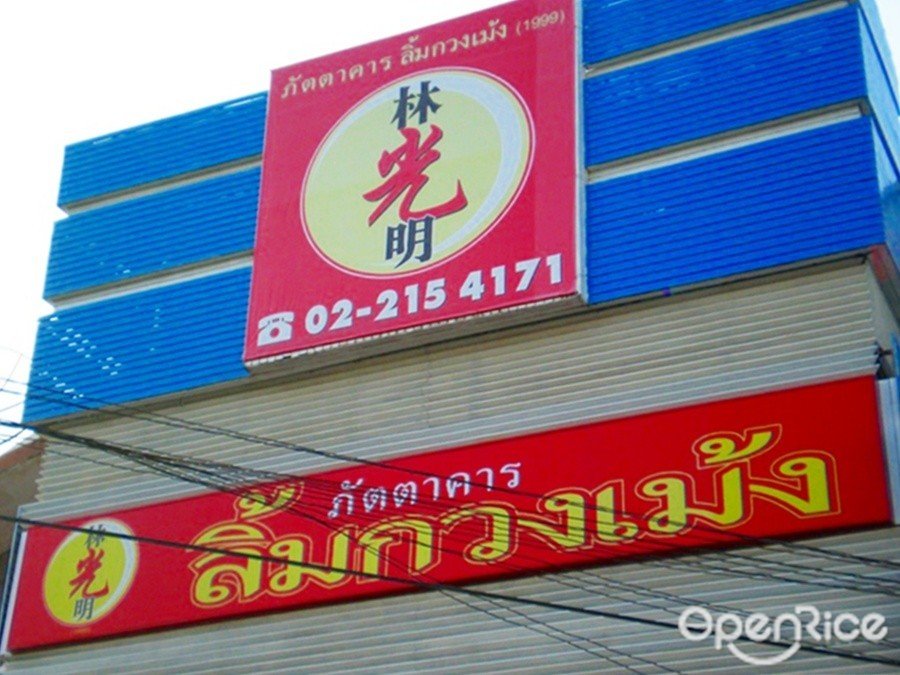 ภัตตาคาร ลิ้มกวงเม้ง (1999)
林
光
明
☎ 02-215 4171
ภัตตาคาร
ลิ้มกวงเม้ง
林
光
明
OpenRice